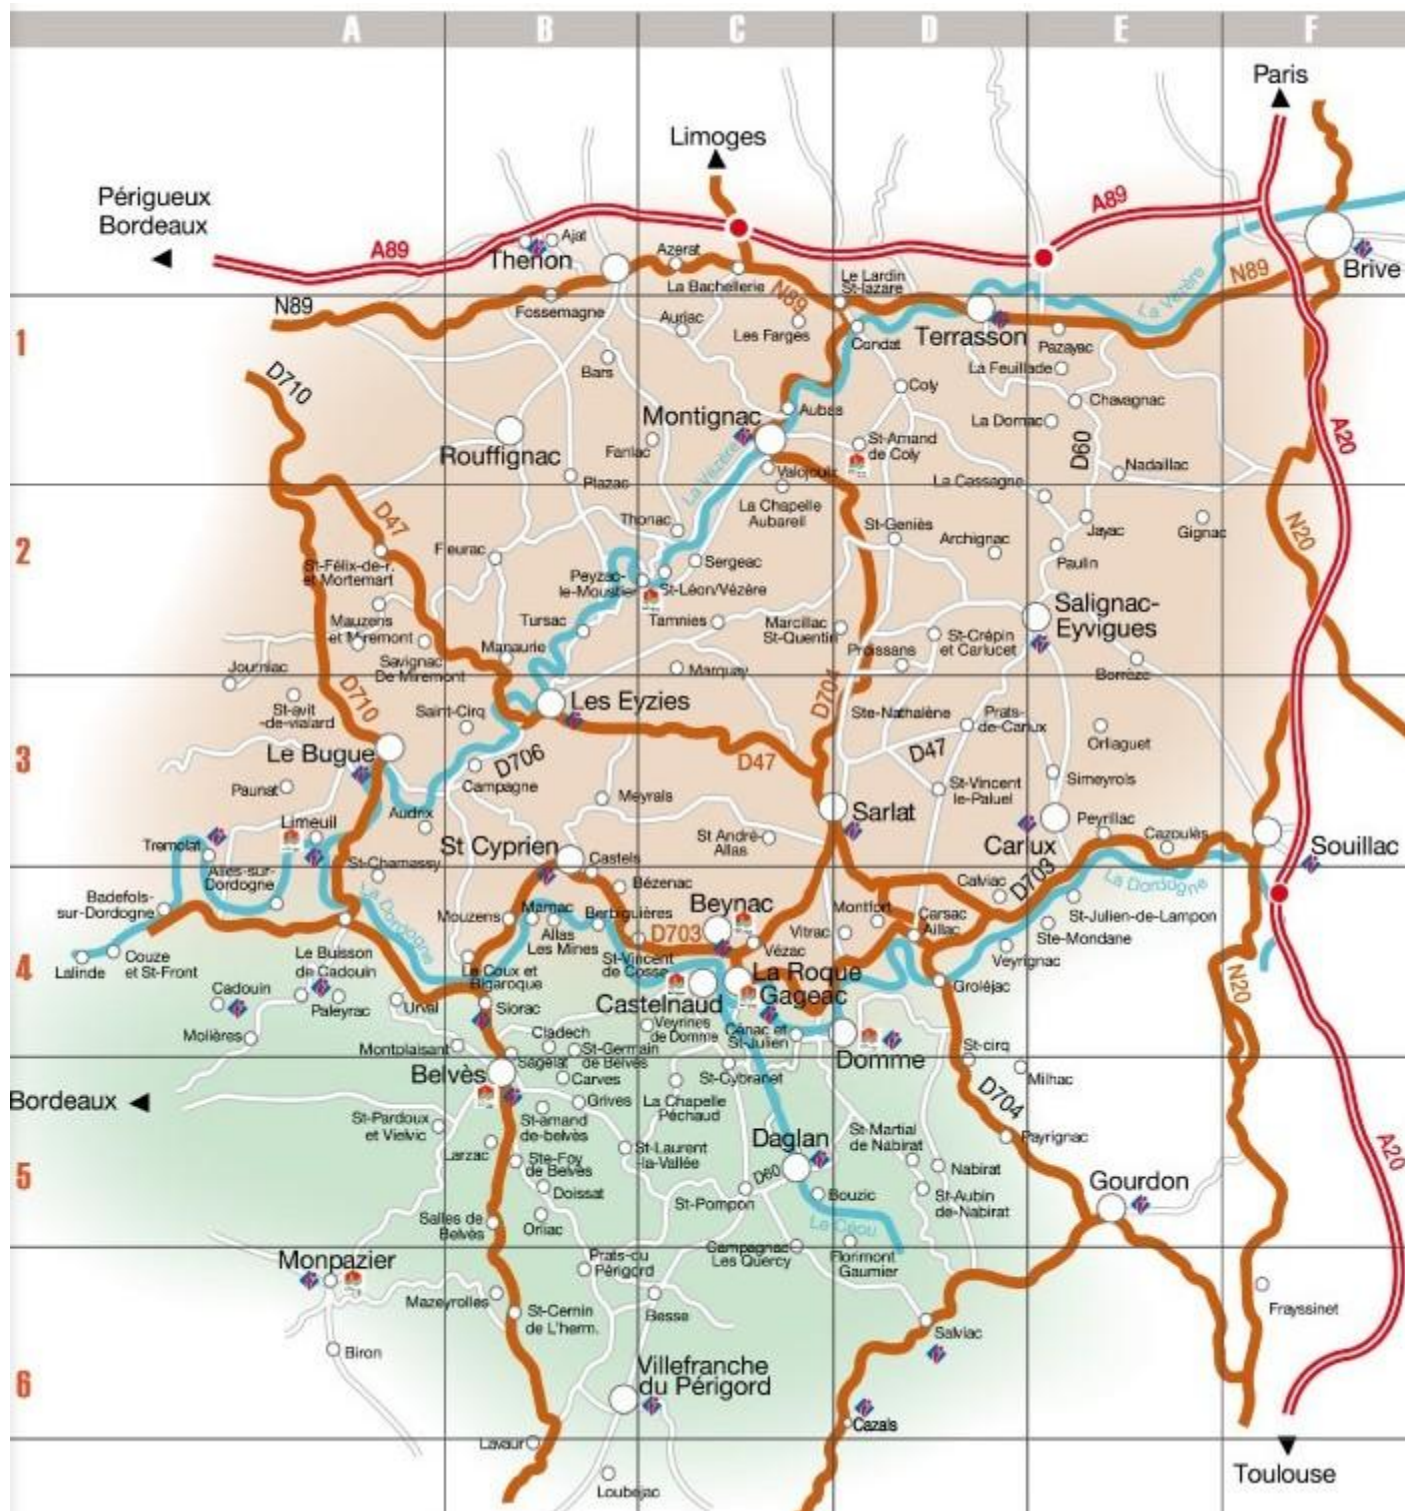 A
B
C
D
E
F
Paris
Limoges
Périgueux
Bordeaux
A89
A89
Ajat
Thenon
Azerat
La Bachellerie
Le Lardin
St-lazare
N89
N89
N89
La Vézère
Brive
1
Fossemagne
Auriac
Les Farges
Condat
Terrasson
Pazayac
La Feuillade
Bars
D710
Coly
Chavagnac
Aubas
Montignac
La Dornac
A20
Rouffignac
Fanlac
St-Amand
de Coly
D60
Nadaillac
Plazac
La Vézère
Valojoulx
La Cassagne
La Chapelle
Aubareil
2
D47
Thonac
St-Geniès
Archignac
Jayac
Gignac
N20
Fleurac
St-Félix-de-r.
et Mortemart
Peyzac-
le-Moustier
Sergeac
St-Léon/Vézère
Paulin
Mauzens
et Miremont
Tursac
Tamnies
Marcillac
St-Quentin
Salignac-
Eyvigues
St-Crépin
et Carlucet
Proissans
Manaurie
Savignac
De Miremont
Journiac
Marquay
Borrèze
D710
St-avit
-de-vialard
Saint-Cirq
Les Eyzies
D704
Ste-Nathalène
Prats-
de-Carlux
Orliaguet
3
Le Bugue
D706
D47
D47
Campagne
Simeyrols
Paunat
Meyrals
St-Vincent
le-Paluel
Audrix
Sarlat
Limeuil
Tremolat
St Cyprien
St André-
Allas
Carlux
Peyrillac
Cazoulès
Souillac
Castels
St-Chamassy
Alles-sur-
Dordogne
Bézenac
Calviac
D703
La Dordogne
Badefols-
sur-Dordogne
La Dordogne
Mouzens
Marnac
Berbiguières
Beynac
Montfort
Carsac
Aillac
St-Julien-de-Lampon
Ste-Mondane
Allas
Les Mines
D703
Vézac
Vitrac
4
Lalinde
Couze
et St-Front
Le Buisson
de Cadouin
Le Coux et
Bigaroque
St-Vincent
de Cosse
La Roque
Gageac
Veyrignac
Groléjac
N20
Cadouin
Paleyrac
Urval
Siorac
Castelnaud
Molières
Montplaisant
Cladech
Veyrines
de Domme
Cénac et
St-Julien
Domme
St-cirq
Sagelat
St-Germain
de Belvès
Belvès
Carves
St-Cybranet
Milhac
Bordeaux
Grives
La Chapelle
Péchaud
D704
St-Pardoux
et Vielvic
St-amand
de-belvès
Daglan
St-Martial
de Nabirat
Payrignac
A20
Larzac
St-Laurent
-la-Vallée
5
Ste-Foy
de Belvès
D60
Nabirat
Gourdon
Doissat
St-Pompon
Bouzic
St-Aubin
de-Nabirat
Salles de
Belvès
Orliac
La Céou
Campagnac
Les Quercy
Florimont
Gaumier
Monpazier
Prats-du
Périgord
Mazeyrolles
St-Cernin
de L'herm.
Besse
Frayssinet
Salviac
Biron
Villefranche
du Périgord
6
Cazals
Lavaur
Loubejac
Toulouse